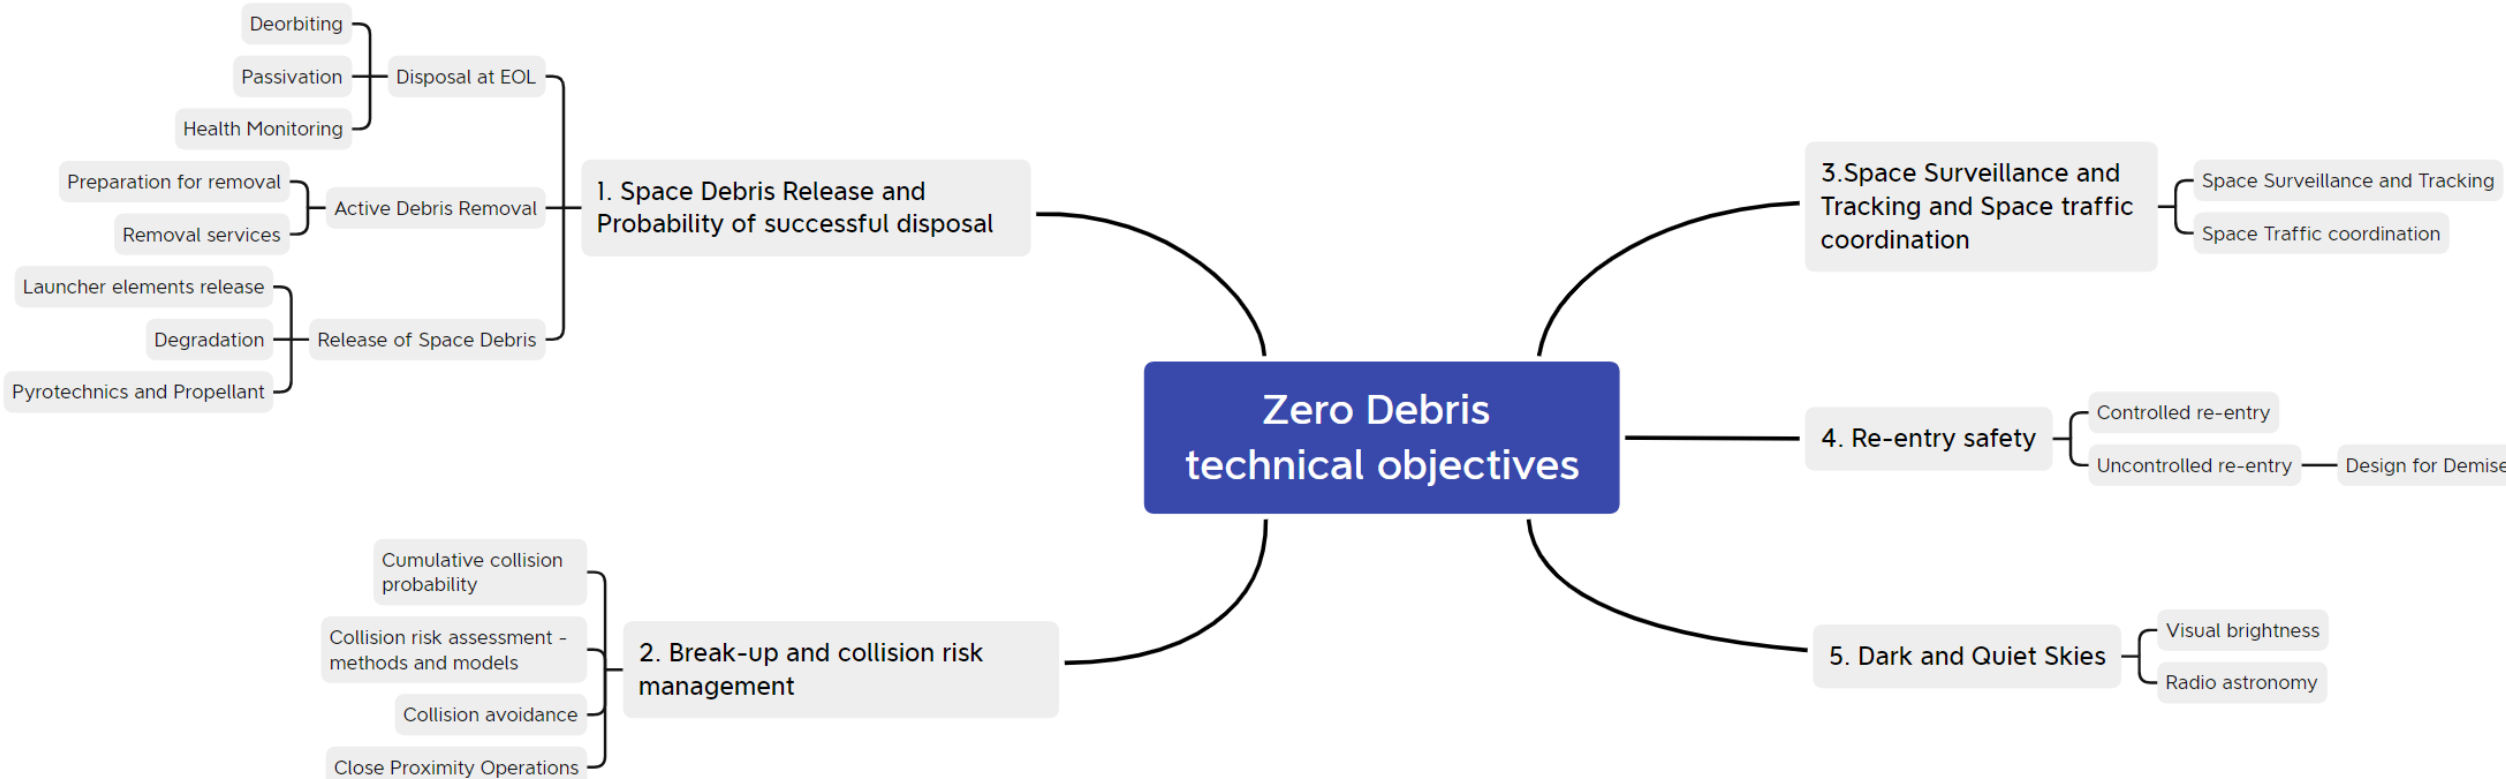 Deorbiting
Passivation
Health Monitoring
Disposal at EOL
Preparation for removal
Removal services
Active Debris Removal
Launcher elements release
Degradation
Pyrotechnics and Propellant
Release of Space Debris
1. Space Debris Release and
Probability of successful disposal
Cumulative collision
probability
Collision risk assessment -
methods and models
Collision avoidance
Close Proximity Operations
2. Break-up and collision risk
management
Zero Debris
technical objectives
3.Space Surveillance and
Tracking and Space traffic
coordination
Space Surveillance and Tracking
Space Traffic coordination
4. Re-entry safety
Controlled re-entry
Uncontrolled re-entry
Design for Demise
5. Dark and Quiet Skies
Visual brightness
Radio astronomy